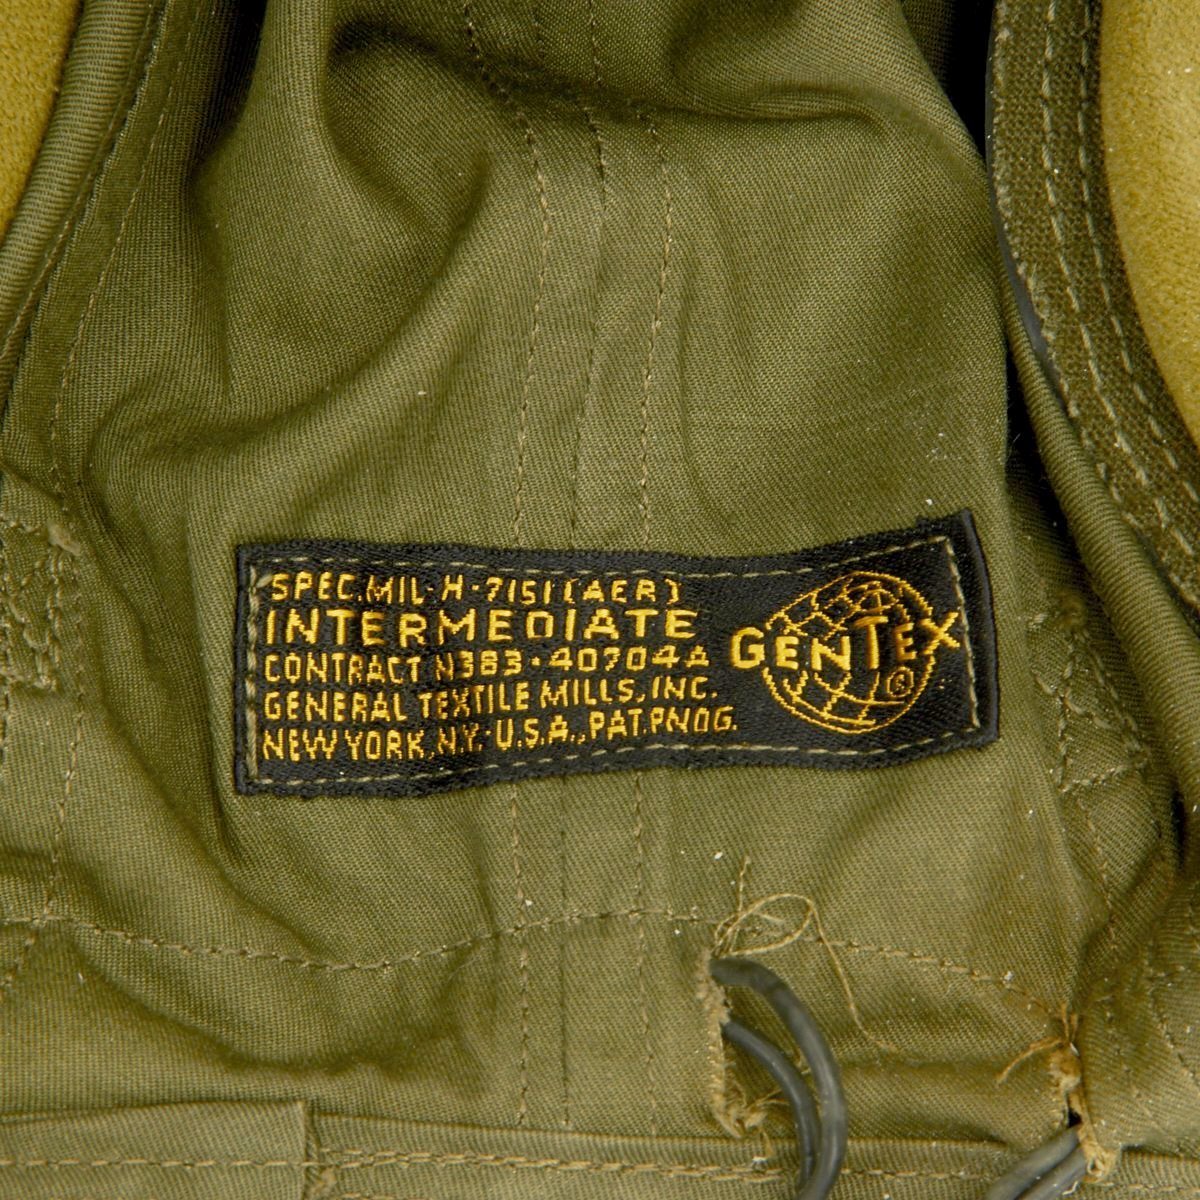 SPEC.MIL-H-7151(AER)
INTERMEDIATE
CONTRACT N383-40704A
GENERAL TEXTILE MILLS, INC.
NEW YORK, N.Y.-U.S.A., PAT.PNDG.
GENTEX
®